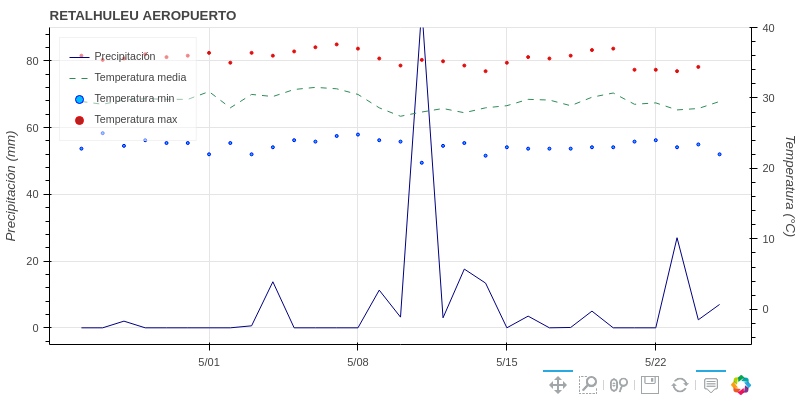 RETALHULEU AEROPUERTO
Precipitación
Temperatura media
Temperatura min
Temperatura max
Precipitación (mm)
80
60
40
20
0
Temperatura (°C)
40
30
20
10
0
5/01
5/08
5/15
5/22